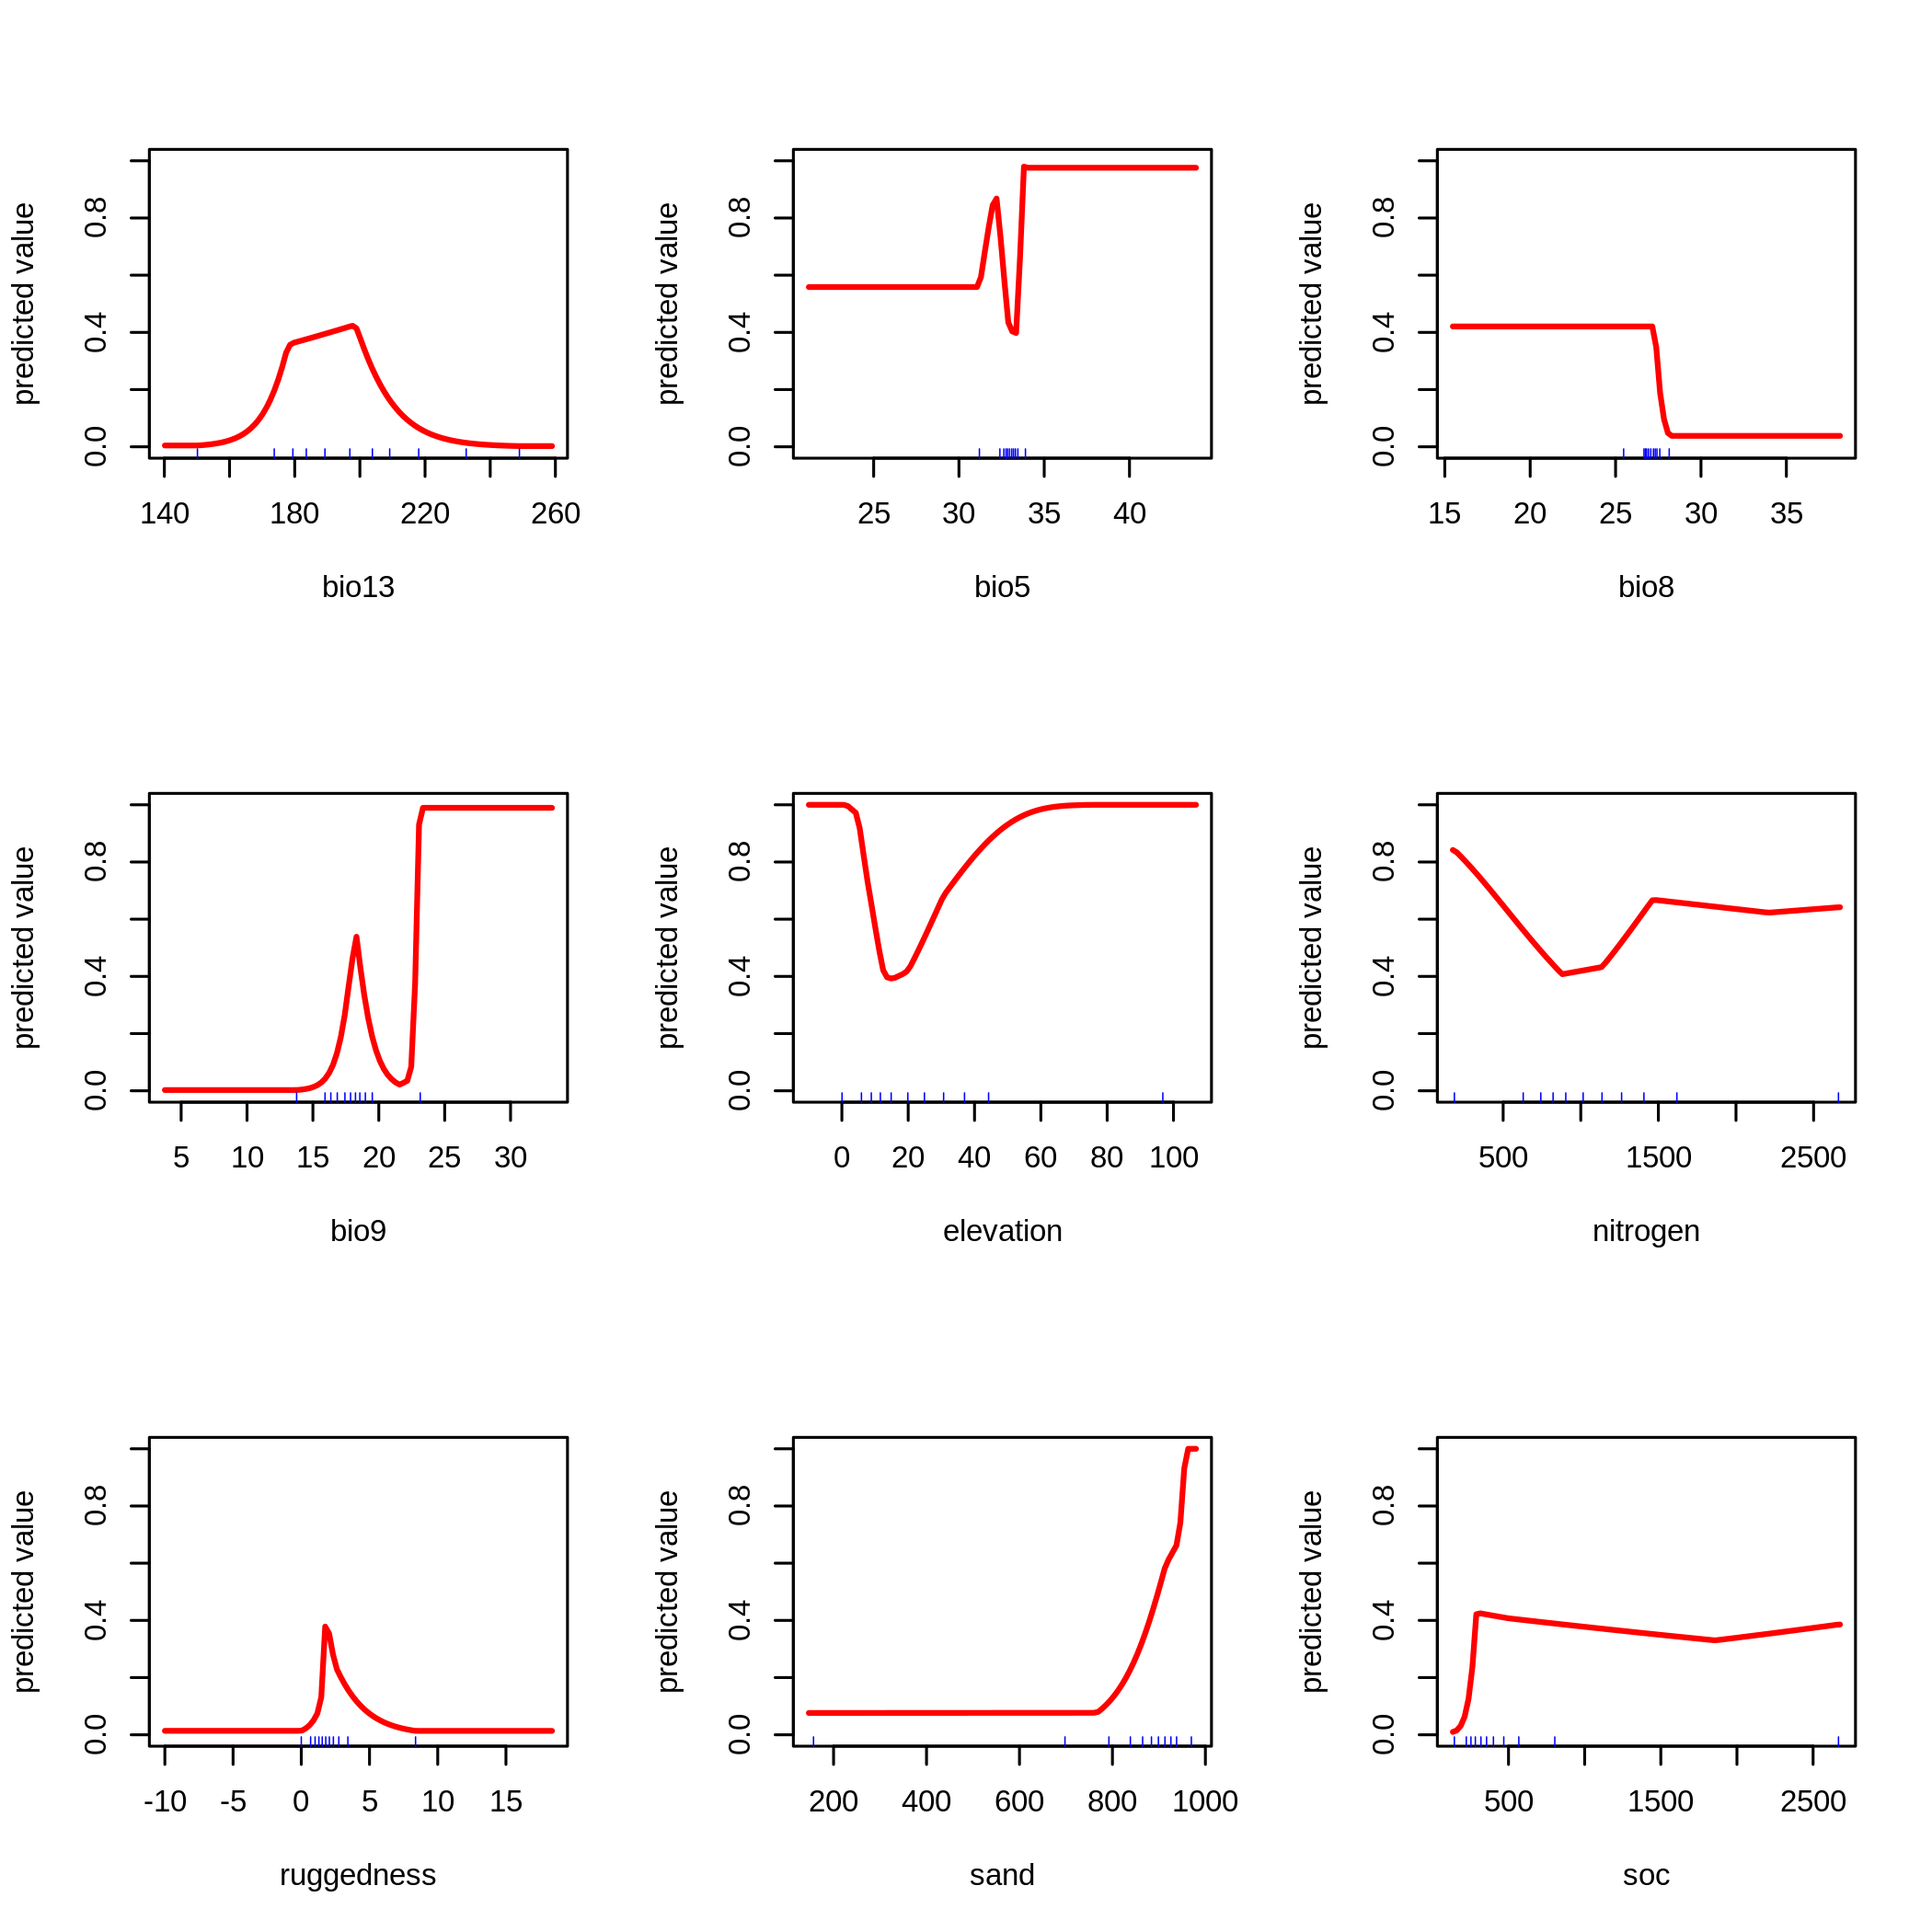 predicted value
0.0 0.4 0.8
140 180 220 260
bio13
predicted value
0.0 0.4 0.8
25 30 35 40
bio5
predicted value
0.0 0.4 0.8
15 20 25 30 35
bio8
predicted value
0.0 0.4 0.8
5 10 15 20 25 30
bio9
predicted value
0.0 0.4 0.8
0 20 40 60 80 100
elevation
predicted value
0.0 0.4 0.8
500 1500 2500
nitrogen
predicted value
0.0 0.4 0.8
-10 -5 0 5 10 15
ruggedness
predicted value
0.0 0.4 0.8
200 400 600 800 1000
sand
predicted value
0.0 0.4 0.8
500 1500 2500
soc